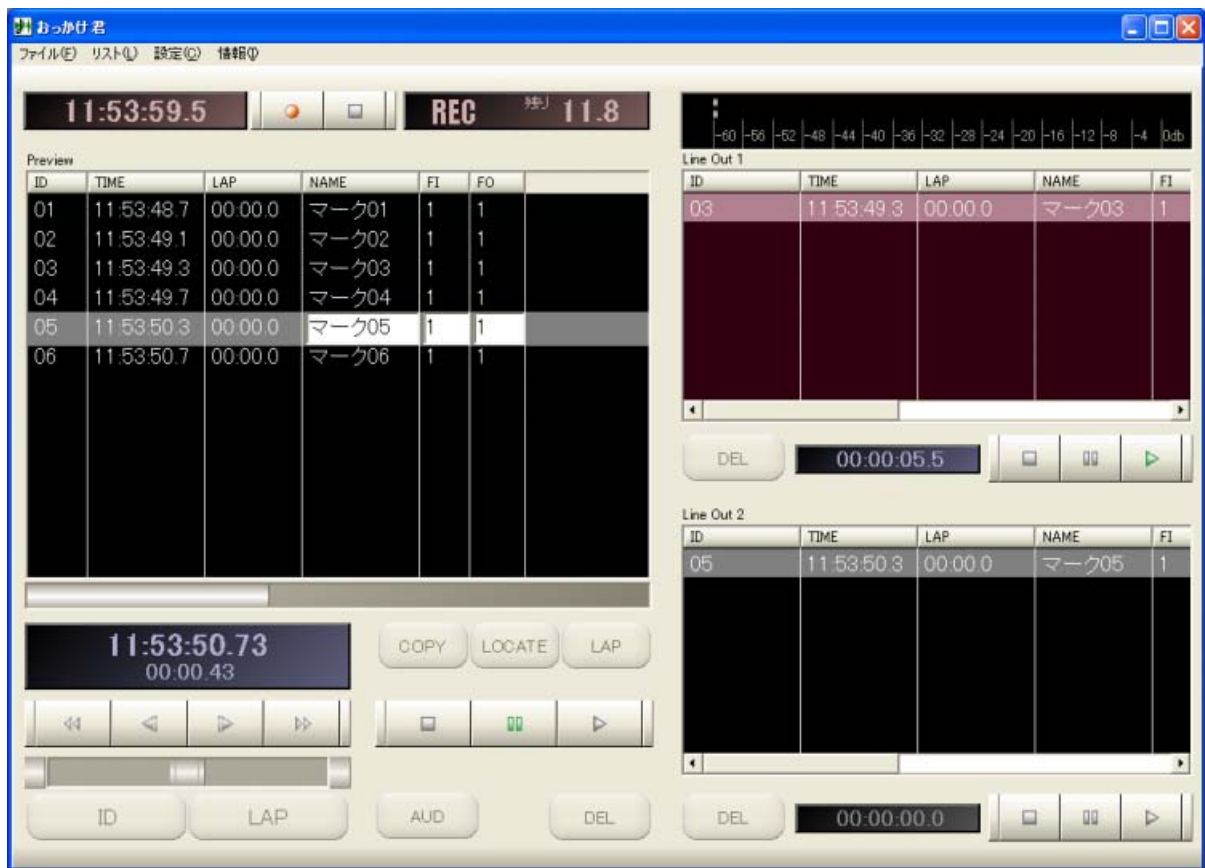 おっかけ君
ファイル(F) リスト(L) 設定(C) 情報(I)
11:53:59.5 REC 残り 11.8
-60 -56 -52 -48 -44 -40 -36 -32 -28 -24 -20 -16 -12 -8 -4 0db
Preview
ID TIME LAP NAME FI FO
01 11:53:48.7 00:00.0 マーク01 1 1
02 11:53:49.1 00:00.0 マーク02 1 1
03 11:53:49.3 00:00.0 マーク03 1 1
04 11:53:49.7 00:00.0 マーク04 1 1
05 11:53:50.3 00:00.0 マーク05 1 1
06 11:53:50.7 00:00.0 マーク06 1 1
11:53:50.73
00:00.43
COPY LOCATE LAP
ID LAP AUD DEL
Line Out 1
ID TIME LAP NAME FI
03 11:53:49.3 00:00.0 マーク03 1
DEL 00:00:05.5
Line Out 2
ID TIME LAP NAME FI
05 11:53:50.3 00:00.0 マーク05 1
DEL 00:00:00.0